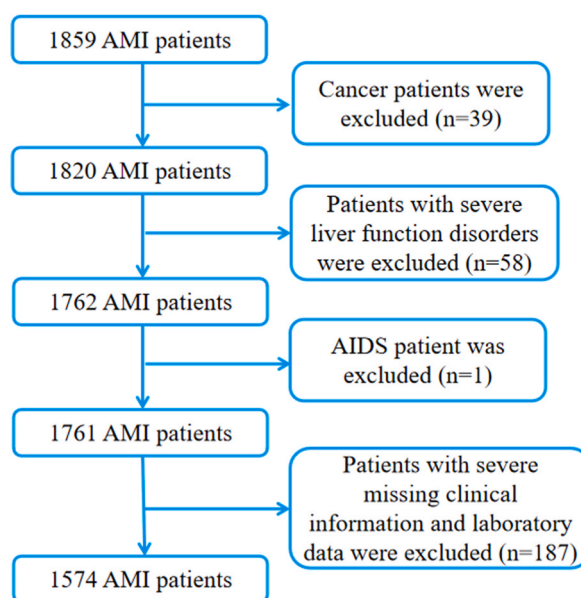 1859 AMI patients
Cancer patients were
excluded (n=39)
1820 AMI patients
Patients with severe
liver function disorders
were excluded (n=58)
1762 AMI patients
AIDS patient was
excluded (n=1)
1761 AMI patients
Patients with severe
missing clinical
information and laboratory
data were excluded (n=187)
1574 AMI patients